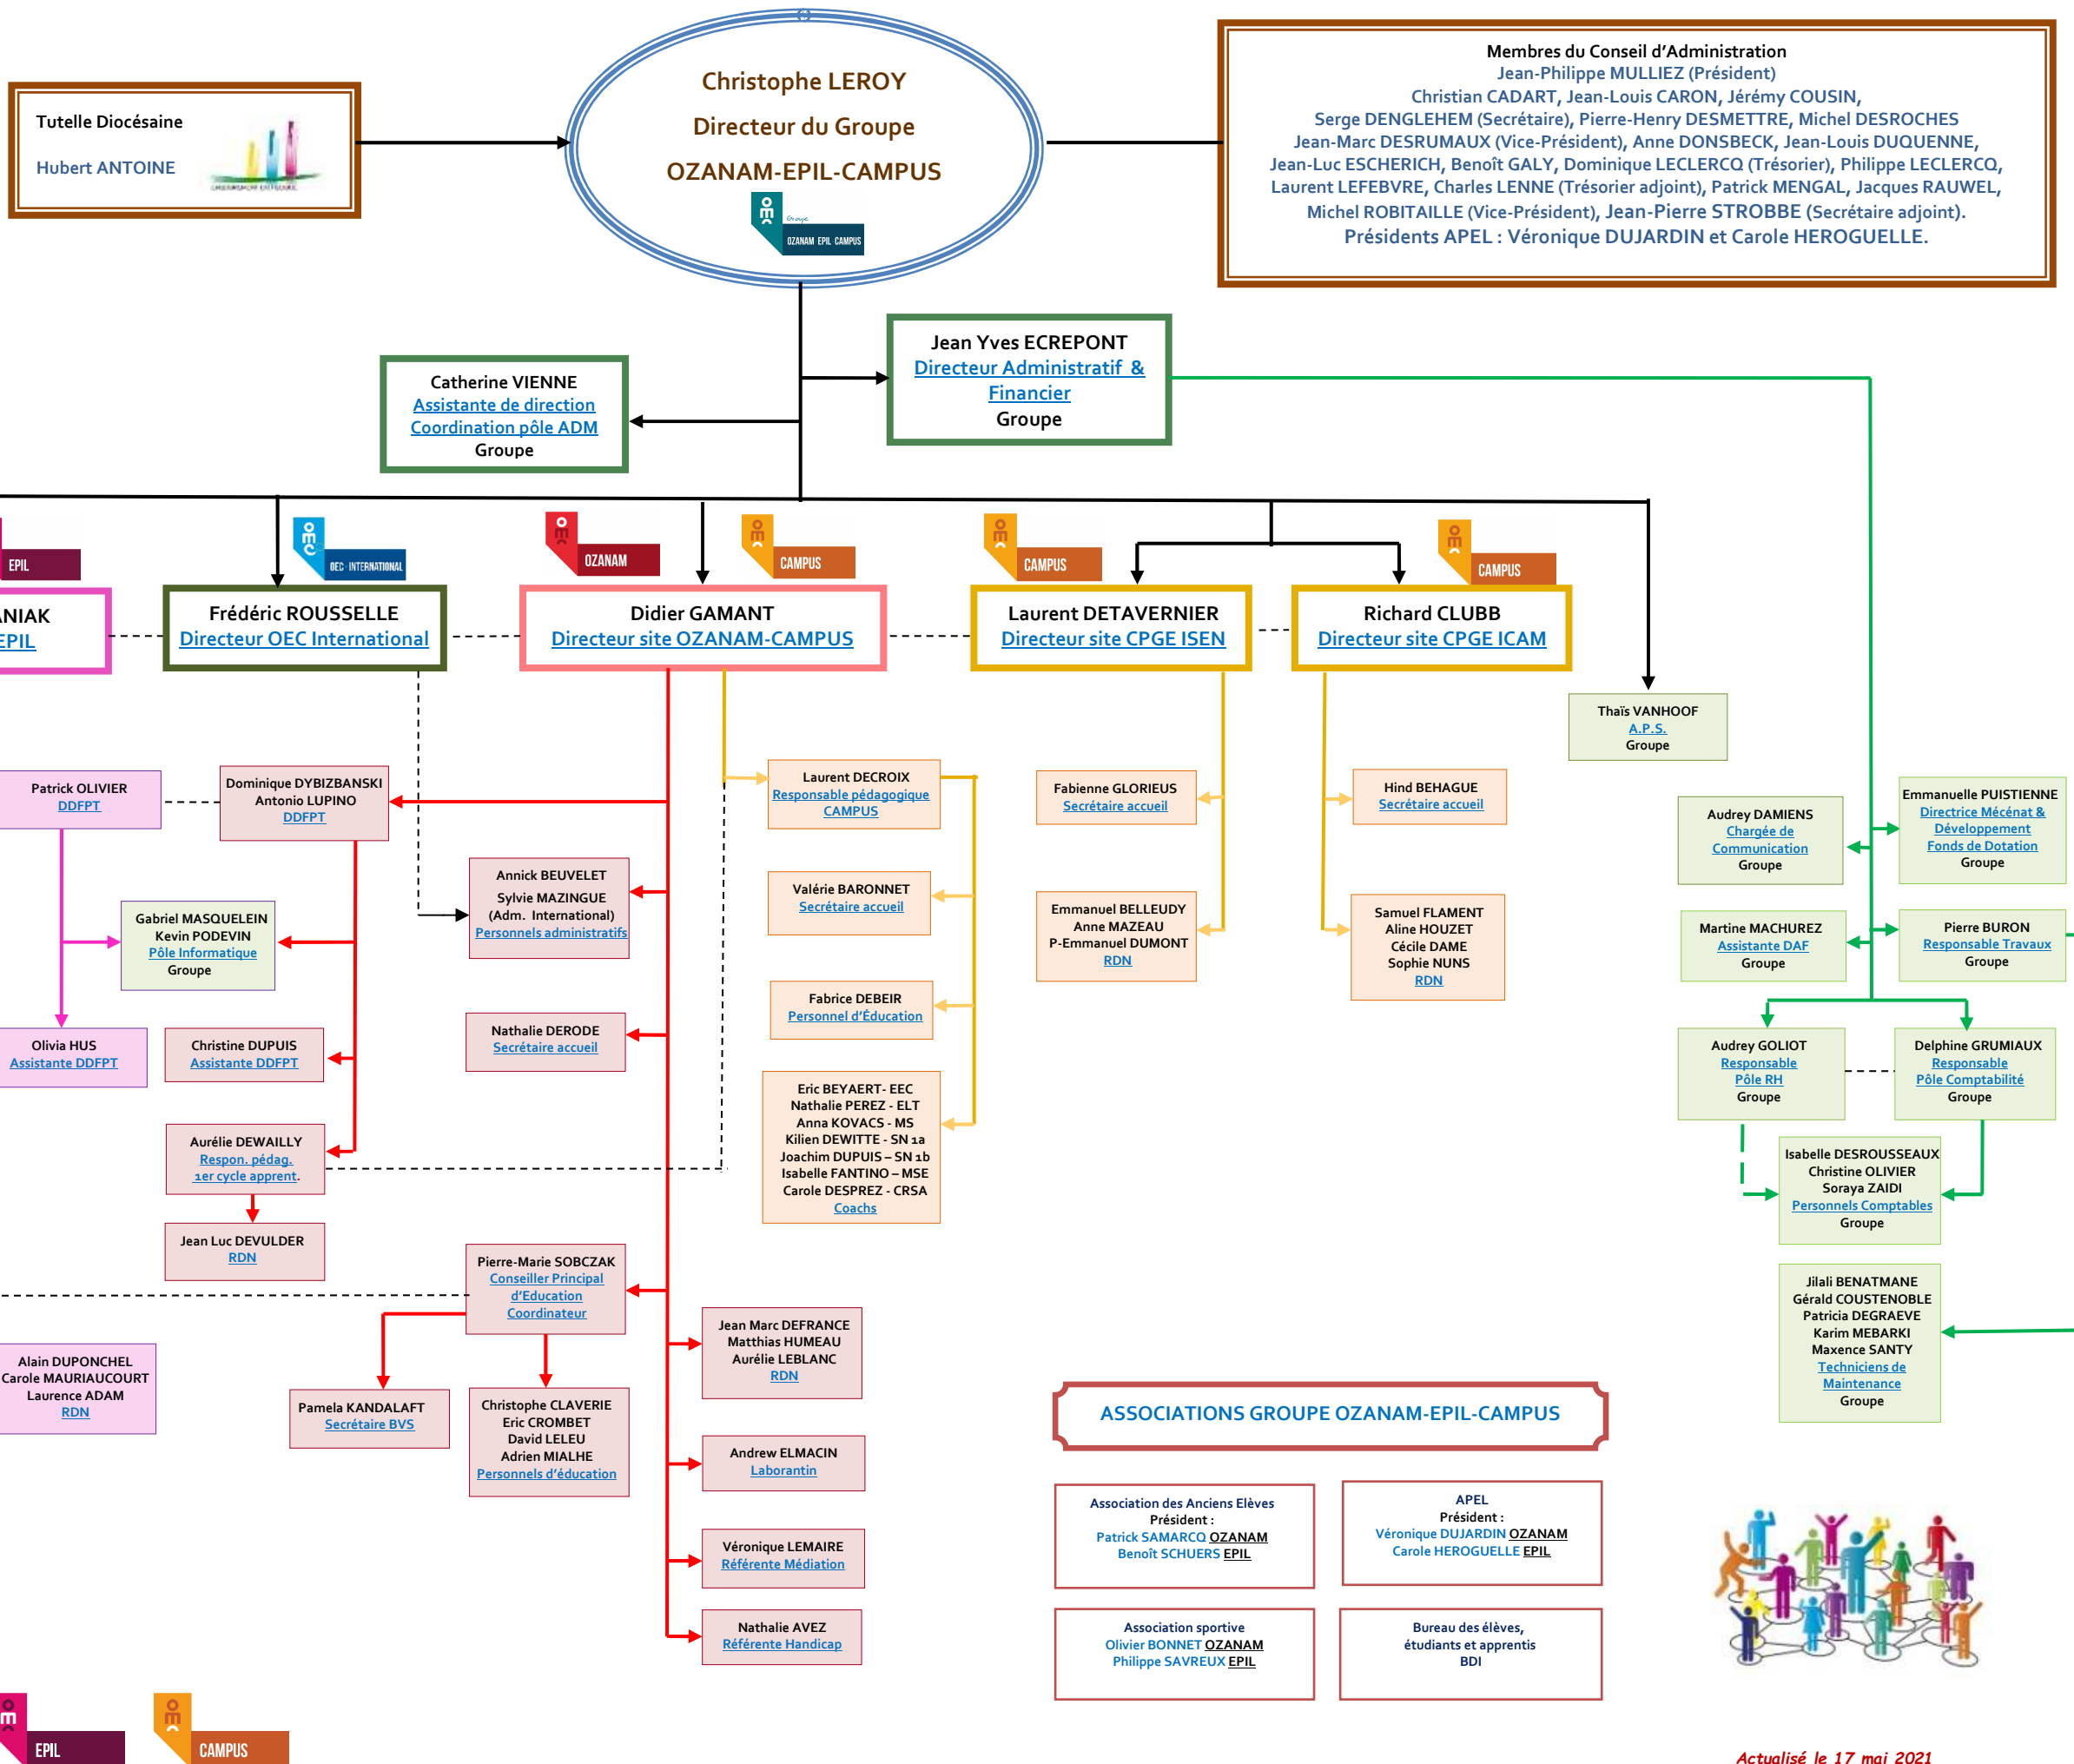 Tutelle Diocésaine
Hubert ANTOINE
Christophe LEROY
Directeur du Groupe
OZANAM-EPIL-CAMPUS
Groupe
OZANAM EPIL CAMPUS
Membres du Conseil d’Administration
Jean-Philippe MULLIEZ (Président)
Christian CADART, Jean-Louis CARON, Jérémy COUSIN,
Serge DENGLEHEM (Secrétaire), Pierre-Henry DESMETTRE, Michel DESROCHES
Jean-Marc DESRUMAUX (Vice-Président), Anne DONSBECK, Jean-Louis DUQUENNE,
Jean-Luc ESCHERICH, Benoît GALY, Dominique LECLERCQ (Trésorier), Philippe LECLERCQ,
Laurent LEFEBVRE, Charles LENNE (Trésorier adjoint), Patrick MENGAL, Jacques RAUWEL,
Michel ROBITAILLE (Vice-Président), Jean-Pierre STROBBE (Secrétaire adjoint).
Présidents APEL : Véronique DUJARDIN et Carole HEROGUELLE.
Jean Yves ECREPONT
Directeur Administratif &
Financier
Groupe
Catherine VIENNE
Assistante de direction
Coordination pôle ADM
Groupe
EPIL
OEC INTERNATIONAL
OZANAM
CAMPUS
CAMPUS
CAMPUS
ANIAK
EPIL
Frédéric ROUSSELLE
Directeur OEC International
Didier GAMANT
Directeur site OZANAM-CAMPUS
Laurent DETAVERNIER
Directeur site CPGE ISEN
Richard CLUBB
Directeur site CPGE ICAM
Thaïs VANHOOF
A.P.S.
Groupe
Patrick OLIVIER
DDFPT
Dominique DYBIZBANSKI
Antonio LUPINO
DDFPT
Laurent DECROIX
Responsable pédagogique
CAMPUS
Fabienne GLORIEUS
Secrétaire accueil
Hind BEHAGUE
Secrétaire accueil
Audrey DAMIENS
Chargée de
Communication
Groupe
Emmanuelle PUISTIENNE
Directrice Mécénat &
Développement
Fonds de Dotation
Groupe
Annick BEUVELET
Sylvie MAZINGUE
(Adm. International)
Personnels administratifs
Valérie BARONNET
Secrétaire accueil
Emmanuel BELLEUDY
Anne MAZEAU
P-Emmanuel DUMONT
RDN
Samuel FLAMENT
Aline HOUZET
Cécile DAME
Sophie NUNS
RDN
Gabriel MASQUELEIN
Kevin PODEVIN
Pôle Informatique
Groupe
Martine MACHUREZ
Assistante DAF
Groupe
Pierre BURON
Responsable Travaux
Groupe
Fabrice DEBEIR
Personnel d’Éducation
Olivia HUS
Assistante DDFPT
Christine DUPUIS
Assistante DDFPT
Nathalie DERODE
Secrétaire accueil
Audrey GOLIOT
Responsable
Pôle RH
Groupe
Delphine GRUMIAUX
Responsable
Pôle Comptabilité
Groupe
Eric BEYAERT- EEC
Nathalie PEREZ - ELT
Anna KOVACS - MS
Kilien DEWITTE - SN 1a
Joachim DUPUIS – SN 1b
Isabelle FANTINO – MSE
Carole DESPREZ - CRSA
Coachs
Aurélie DEWAILLY
Respon. pédag.
1er cycle apprent.
Isabelle DESROUSSEAUX
Christine OLIVIER
Soraya ZAIDI
Personnels Comptables
Groupe
Jean Luc DEVULDER
RDN
Pierre-Marie SOBCZAK
Conseiller Principal
d’Education
Coordinateur
Jilali BENATMANE
Gérald COUSTENOBLE
Patricia DEGRAEVE
Karim MEBARKI
Maxence SANTY
Techniciens de
Maintenance
Groupe
Jean Marc DEFRANCE
Matthias HUMEAU
Aurélie LEBLANC
RDN
Alain DUPONCHEL
Carole MAURIAUCOURT
Laurence ADAM
RDN
Pamela KANDALAFT
Secrétaire BVS
Christophe CLAVERIE
Eric CROMBET
David LELEU
Adrien MIALHE
Personnels d’éducation
Andrew ELMACIN
Laborantin
Véronique LEMAIRE
Référente Médiation
Nathalie AVEZ
Référente Handicap
ASSOCIATIONS GROUPE OZANAM-EPIL-CAMPUS
Association des Anciens Elèves
Président :
Patrick SAMARCQ OZANAM
Benoît SCHUERS EPIL
APEL
Président :
Véronique DUJARDIN OZANAM
Carole HEROGUELLE EPIL
Association sportive
Olivier BONNET OZANAM
Philippe SAVREUX EPIL
Bureau des élèves,
étudiants et apprentis
BDI
EPIL
CAMPUS
Actualisé le 17 mai 2021